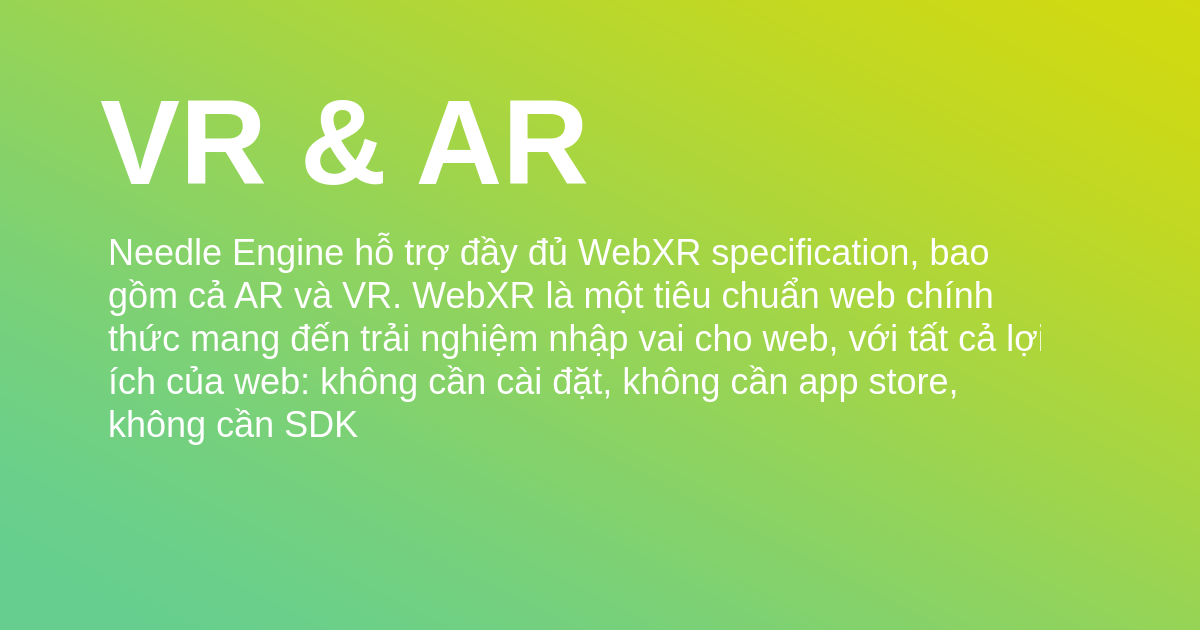 VR & AR
Needle Engine hỗ trợ đầy đủ WebXR specification, bao
gồm cả AR và VR. WebXR là một tiêu chuẩn web chính
thức mang đến trải nghiệm nhập vai cho web, với tất cả lợi
ích của web: không cần cài đặt, không cần app store,
không cần SDK